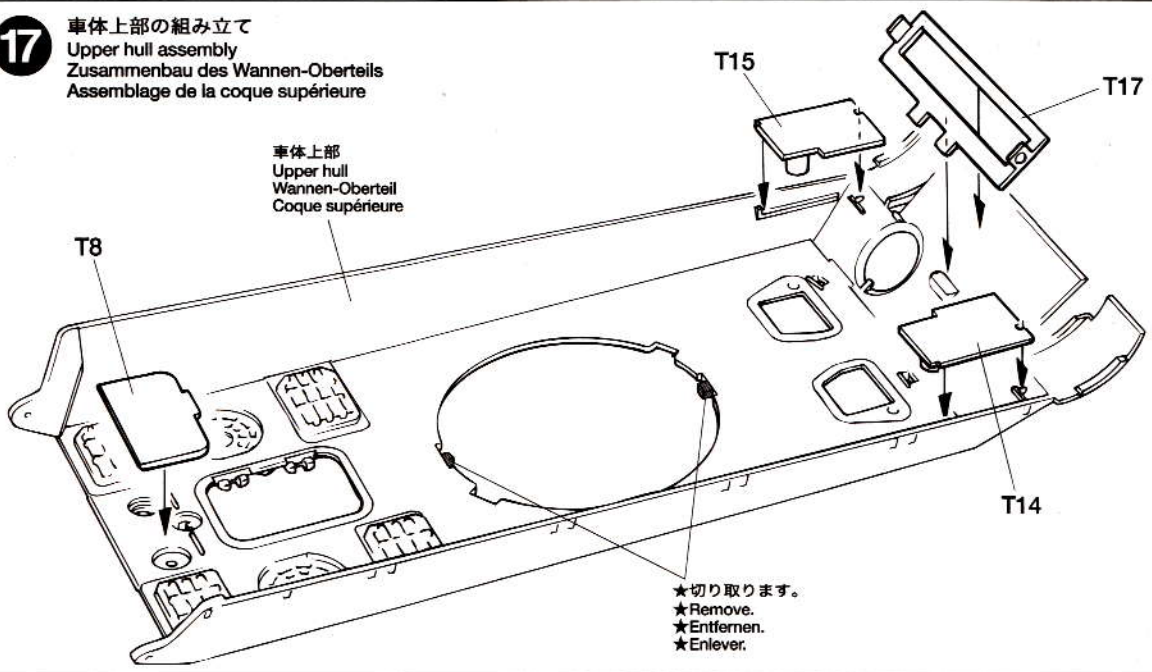 17
車体上部の組み立て
Upper hull assembly
Zusammenbau des Wannen-Oberteils
Assemblage de la coque supérieure
T15
T17
車体上部
Upper hull
Wannen-Oberteil
Coque supérieure
T8
T14
★切り取ります。
★Remove.
★Entfernen.
★Enlever.